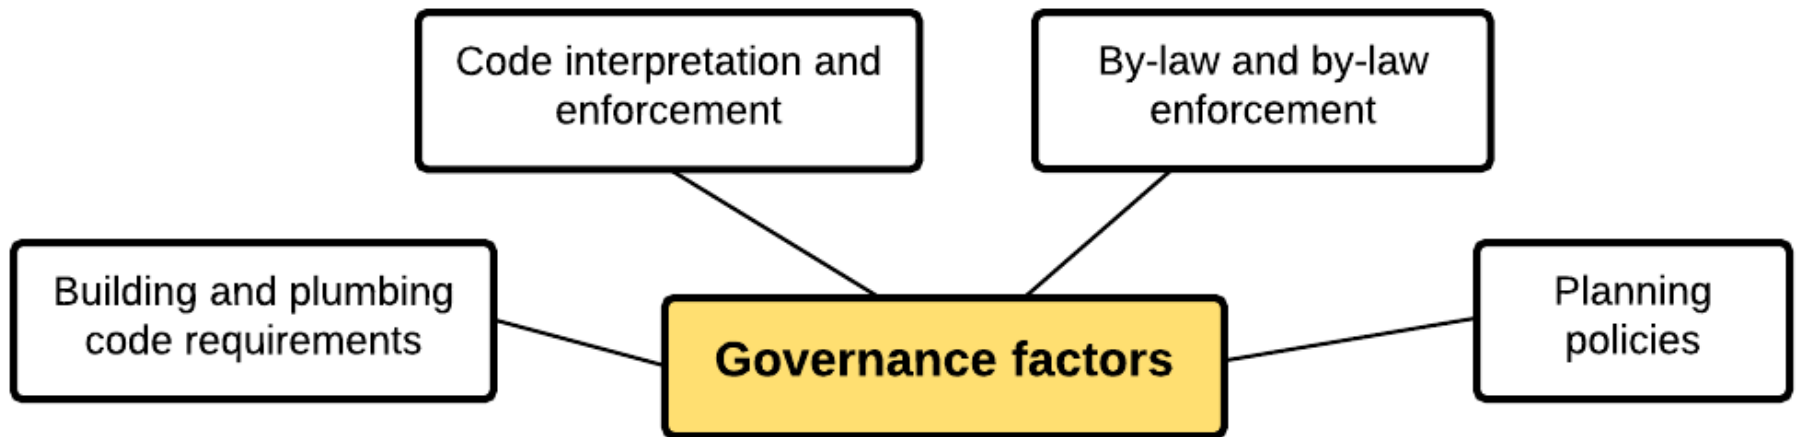 Code interpretation and
enforcement
By-law and by-law
enforcement
Building and plumbing
code requirements
Governance factors
Planning
policies